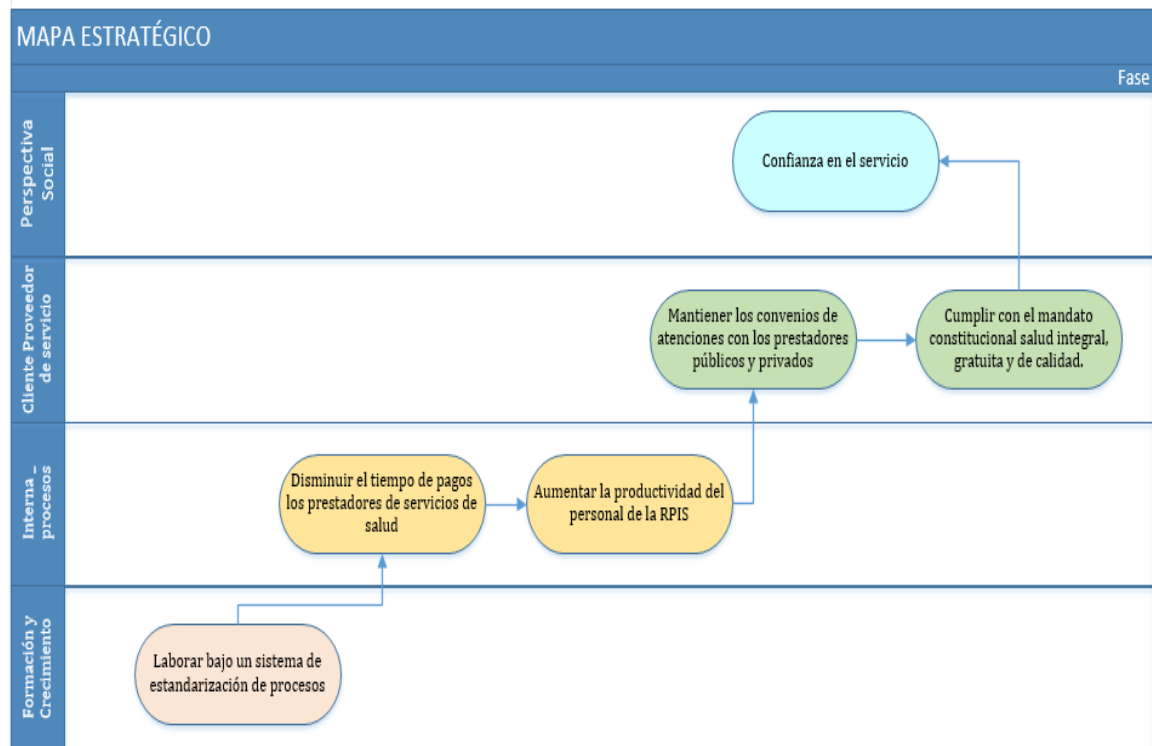 MAPA ESTRATÉGICO
Fase
Perspectiva
Social
Confianza en el servicio
Cliente Proveedor
de servicio
Mantener los convenios de
atenciones con los prestadores
públicos y privados
Cumplir con el mandato
constitucional salud integral,
gratuita y de calidad.
Interna –
procesos
Disminuir el tiempo de pagos
los prestadores de servicios de
salud
Aumentar la productividad del
personal de la RPIS
Formación y
Crecimiento
Laborar bajo un sistema de
estandarización de procesos